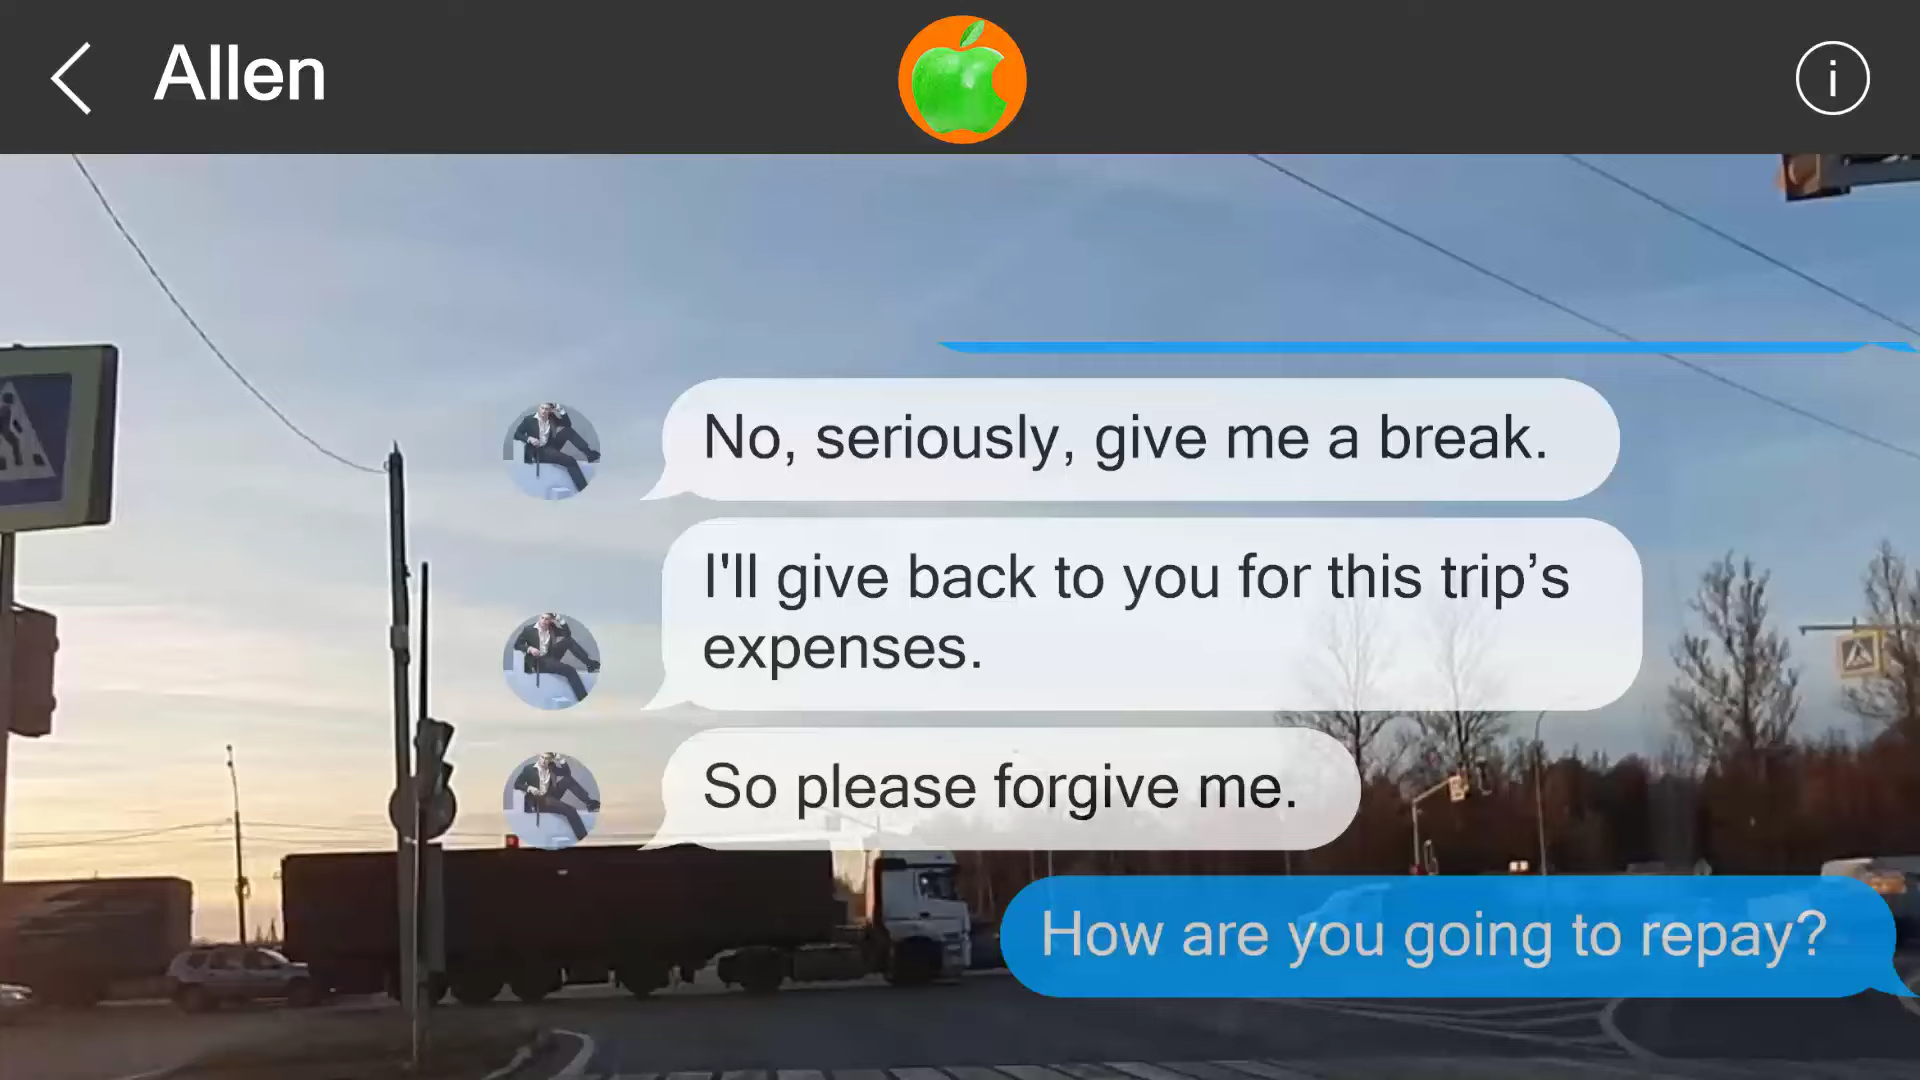 Allen
No, seriously, give me a break.
I'll give back to you for this trip’s
expenses.
So please forgive me.
How are you going to repay?